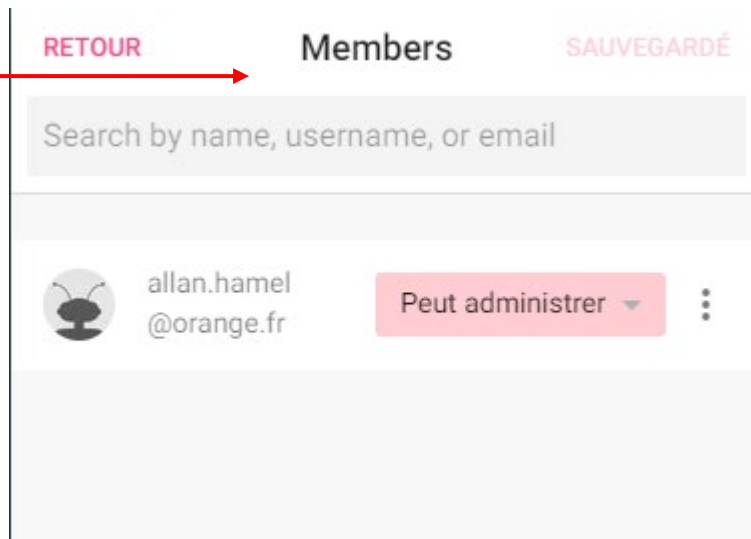 RETOUR Members SAUVEGARDÉ
Search by name, username, or email
allan.hamel
@orange.fr
Peut administrer